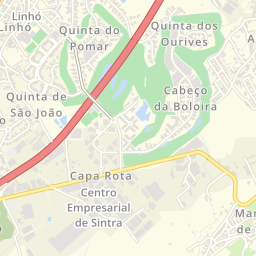 Linhó
Linhó
Quinta do
Pomar
Quinta dos
Ourives
Quinta de
São João
Cabeço
da Boloira
Capa Rota
Centro
Empresarial
de Sintra